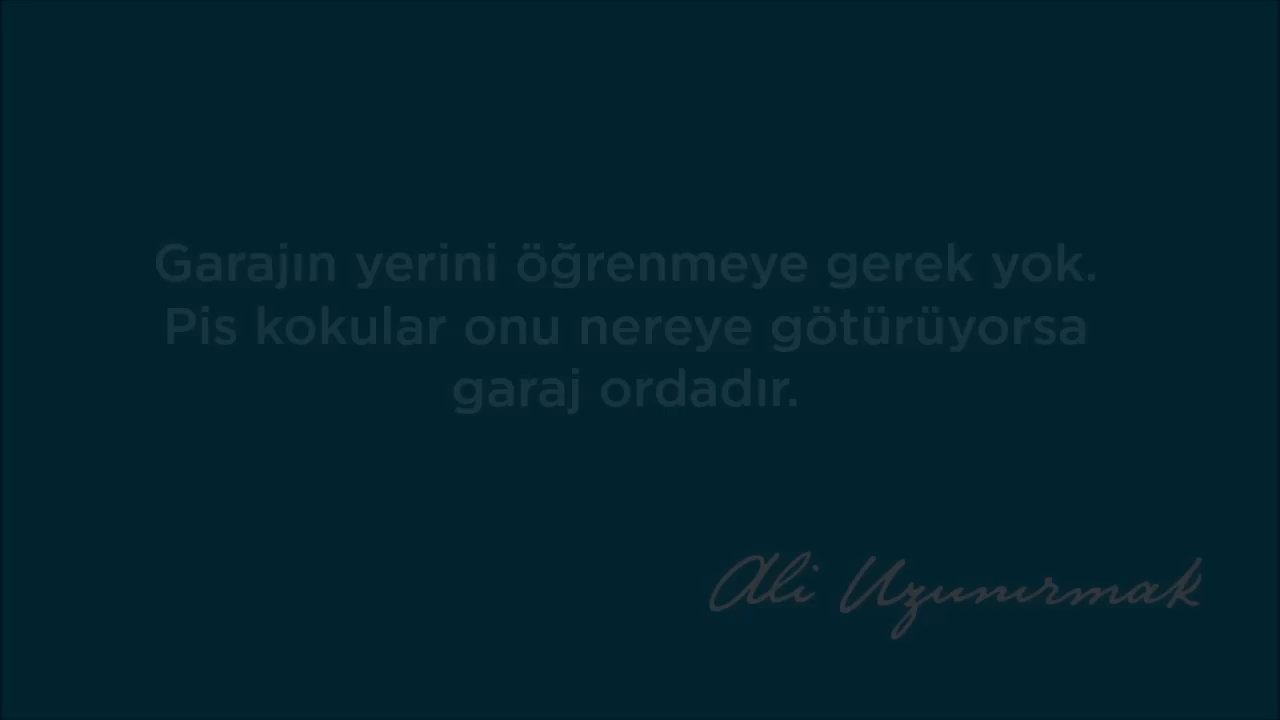 Garajın yerini öğrenmeye gerek yok.
Pis kokular onu nereye götürüyorsa
garaj ordadır.
Ali Uzunırmak